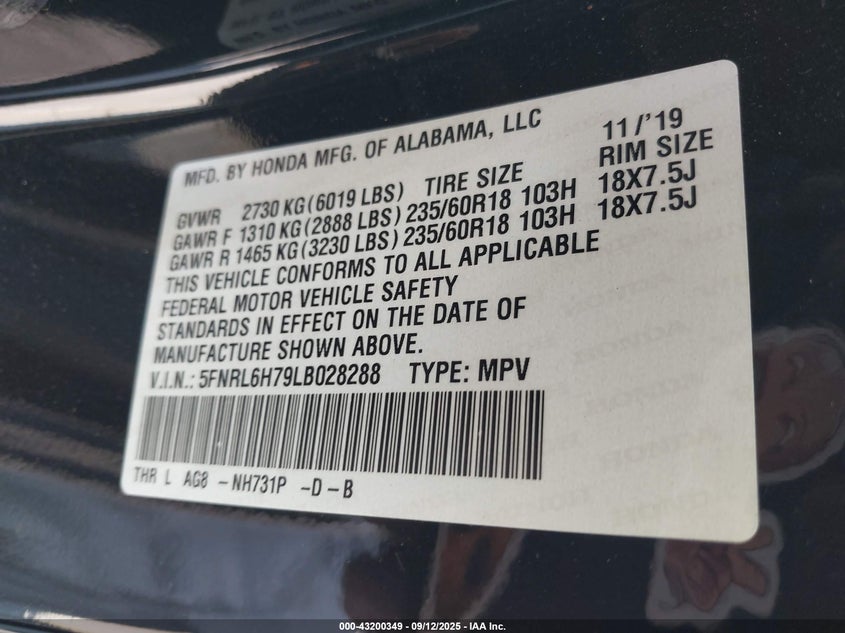 MFD. BY HONDA MFG. OF ALABAMA, LLC 11/'19
GVWR 2730 KG (6019 LBS) TIRE SIZE RIM SIZE
GAWR F 1310 KG (2888 LBS) 235/60R18 103H 18X7.5J
GAWR R 1465 KG (3230 LBS) 235/60R18 103H 18X7.5J
THIS VEHICLE CONFORMS TO ALL APPLICABLE
FEDERAL MOTOR VEHICLE SAFETY
STANDARDS IN EFFECT ON THE DATE OF
MANUFACTURE SHOWN ABOVE.
V.I.N.: 5FNRL6H79LB028288 TYPE: MPV
THR L AG8 -NH731P -D-B
000-43200349 - 09/12/2025 - IAA Inc.